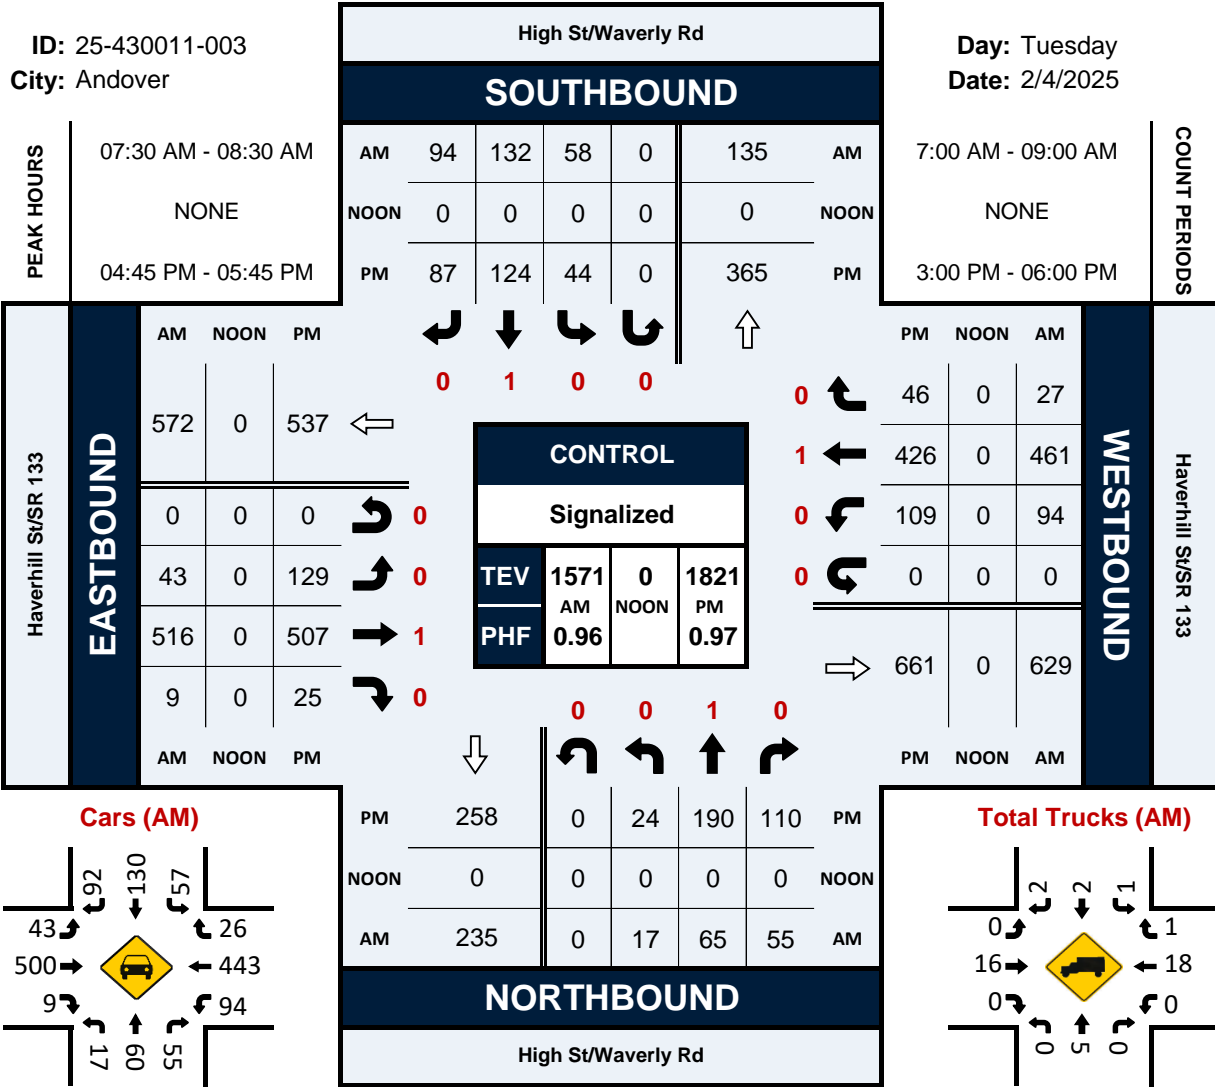 High St/Waverly Rd
ID: 25-430011-003
City: Andover
Day: Tuesday
Date: 2/4/2025
SOUTHBOUND
PEAK HOURS
07:30 AM - 08:30 AM
NONE
04:45 PM - 05:45 PM
AM 94 132 58 0 135 AM
NOON 0 0 0 0 0 NOON
PM 87 124 44 0 365 PM
7:00 AM - 09:00 AM
NONE
3:00 PM - 06:00 PM
COUNT PERIODS
0 1 0 0
Haverhill St/SR 133
EASTBOUND
AM NOON PM
572 0 537
0 0 0 0
43 0 129 0
516 0 507 1
9 0 25 0
AM NOON PM
CONTROL
Signalized
TEV 1571 0 1821
AM NOON PM
PHF 0.96 0.97
PM NOON AM
0 46 0 27
1 426 0 461
0 109 0 94
0 0 0 0
661 0 629
PM NOON AM
WESTBOUND
Haverhill St/SR 133
0 0 1 0
PM 258 0 24 190 110 PM
NOON 0 0 0 0 0 NOON
AM 235 0 17 65 55 AM
NORTHBOUND
High St/Waverly Rd
Cars (AM)
92 130 57
43 26
500 443
9 94
17 60 55
Total Trucks (AM)
2 2 1
0 1
16 18
0 0
0 5 0